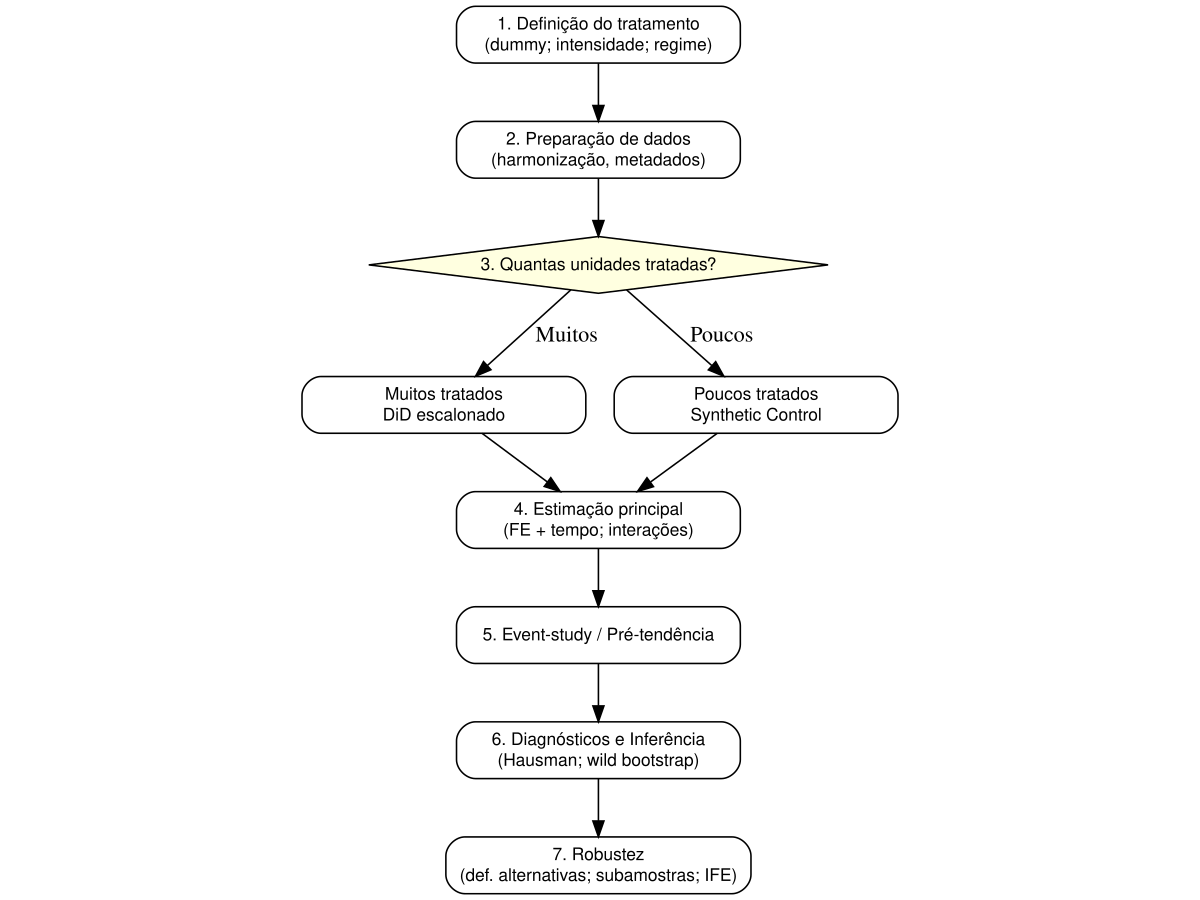 1. Definição do tratamento
(dummy; intensidade; regime)
2. Preparação de dados
(harmonização, metadados)
3. Quantas unidades tratadas?
Muitos
Poucos
Muitos tratados
DiD escalonado
Poucos tratados
Synthetic Control
4. Estimação principal
(FE + tempo; interações)
5. Event-study / Pré-tendência
6. Diagnósticos e Inferência
(Hausman; wild bootstrap)
7. Robustez
(def. alternativas; subamostras; IFE)